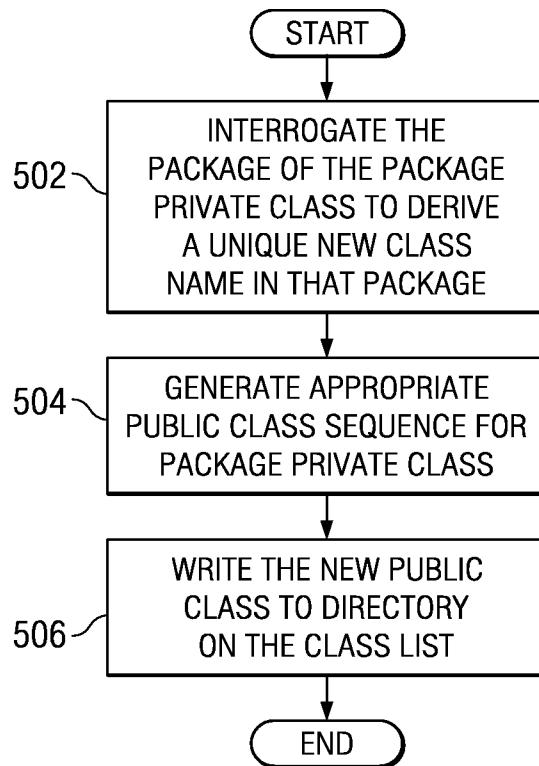 START
502
INTERROGATE THE
PACKAGE OF THE PACKAGE
PRIVATE CLASS TO DERIVE
A UNIQUE NEW CLASS
NAME IN THAT PACKAGE
504
GENERATE APPROPRIATE
PUBLIC CLASS SEQUENCE FOR
PACKAGE PRIVATE CLASS
506
WRITE THE NEW PUBLIC
CLASS TO DIRECTORY
ON THE CLASS LIST
END